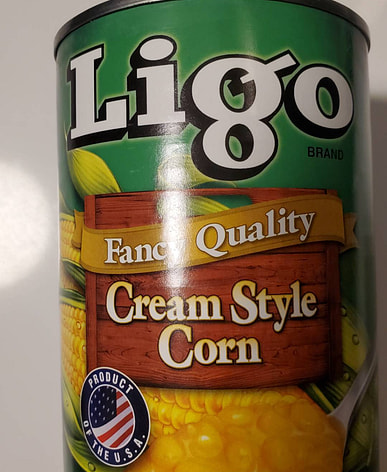 Ligo
BRAND
Fancy Quality
Cream Style
Corn
PRODUCT
OF THE U.S.A.